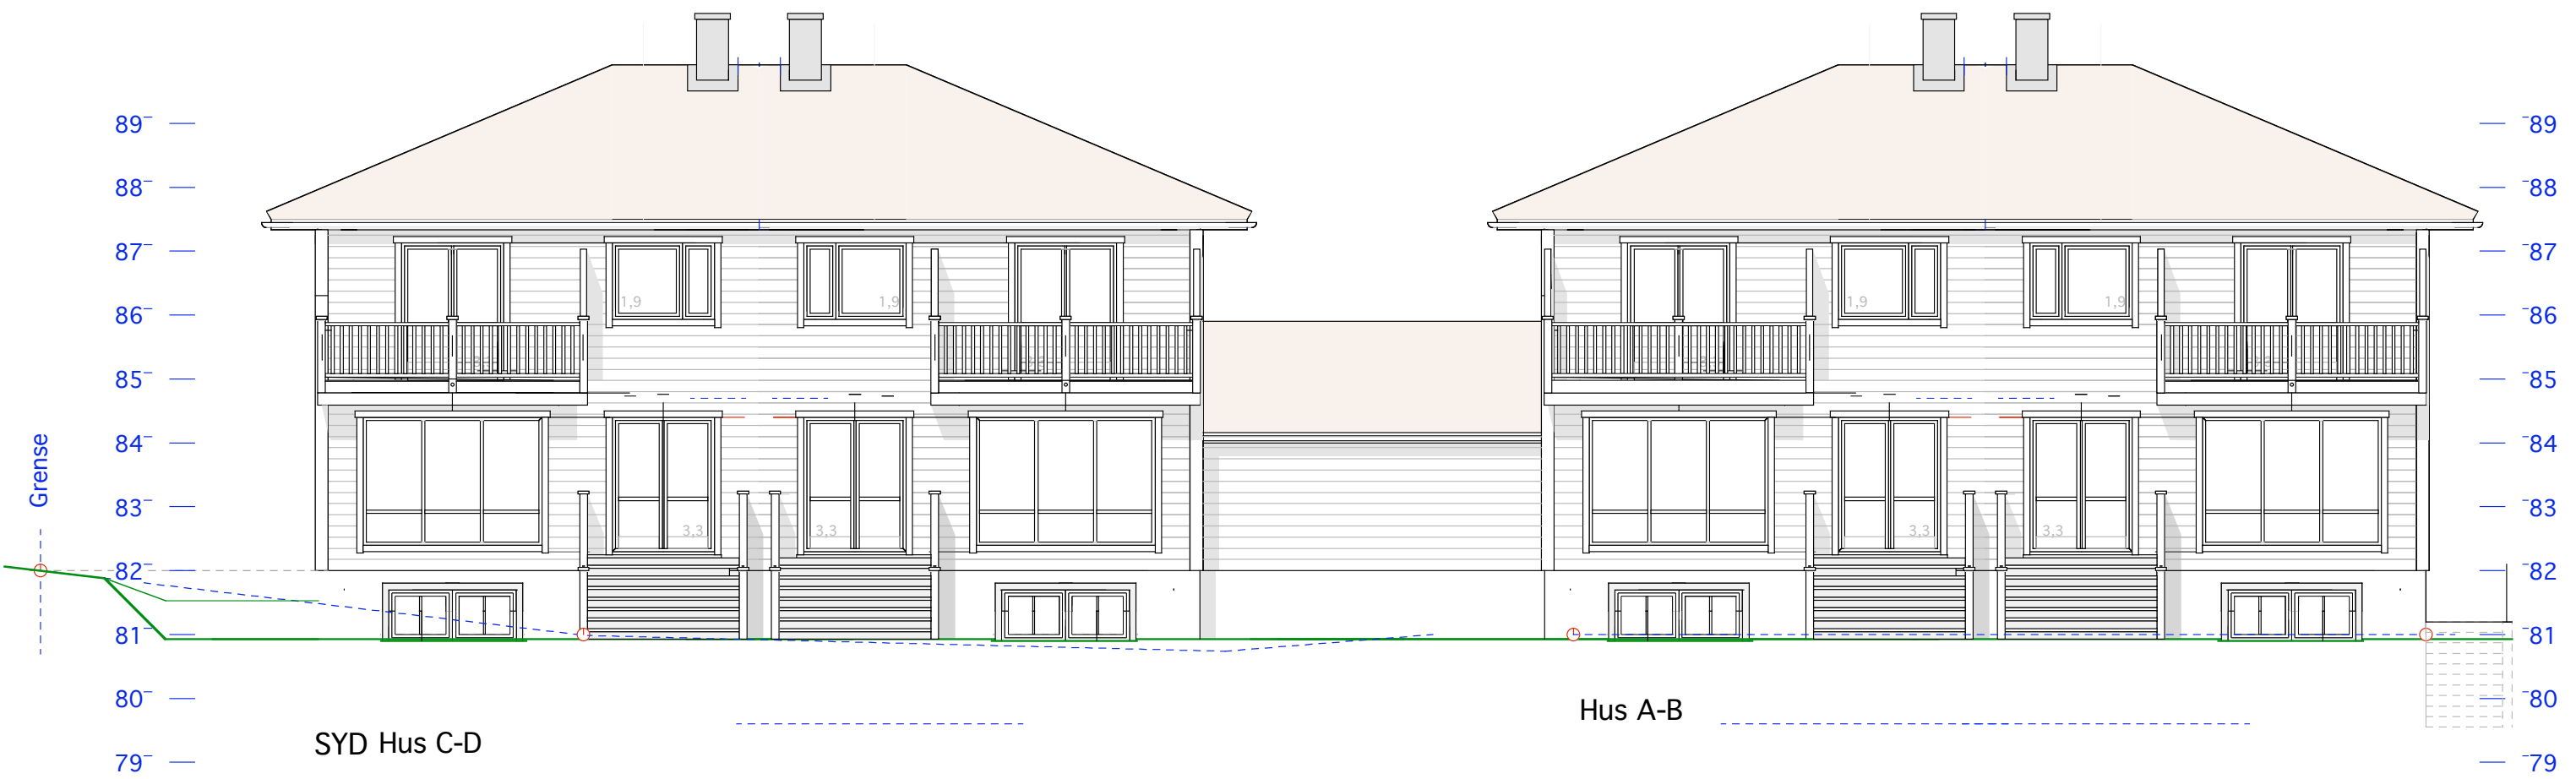 89 89
88 88
87 87
1,9 1,9 1,9 1,9
86 86
85 85
84 84
Grense
83 83
3,3 3,3 3,3 3,3
82 82
81 81
80 80
Hus A-B
SYD Hus C-D
79 79